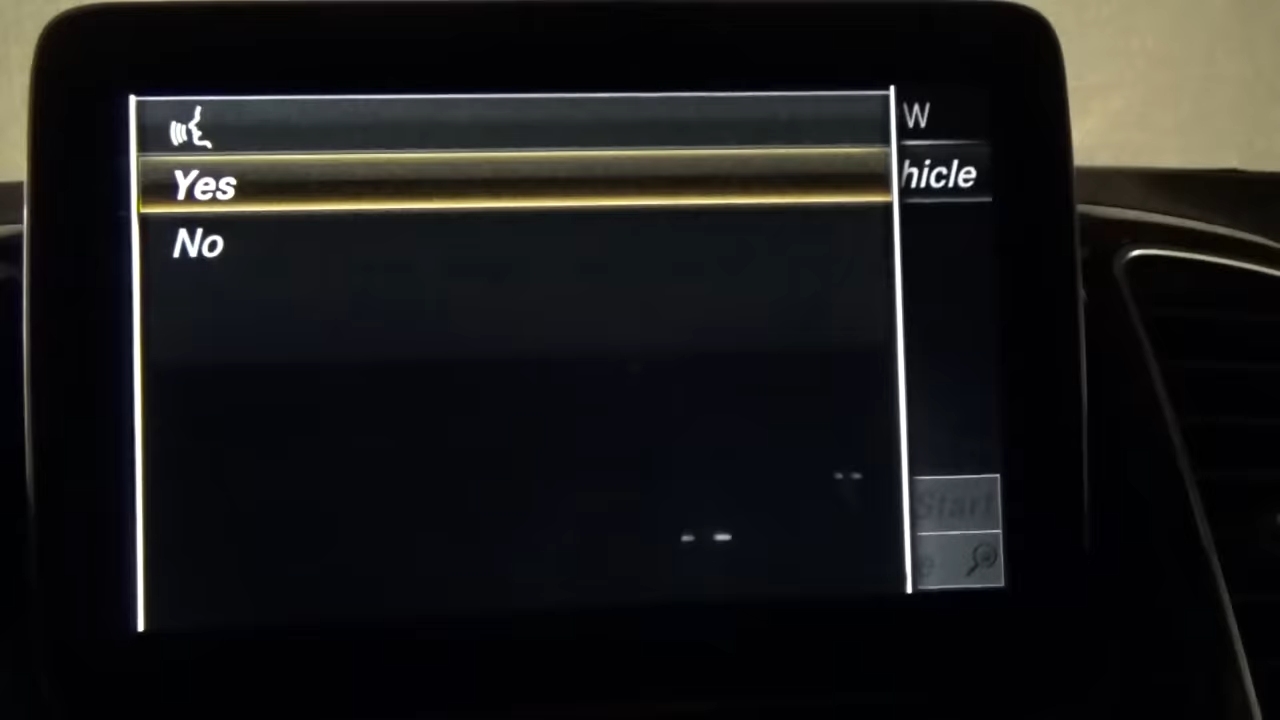 W
Yes
hicle
No
Start
e